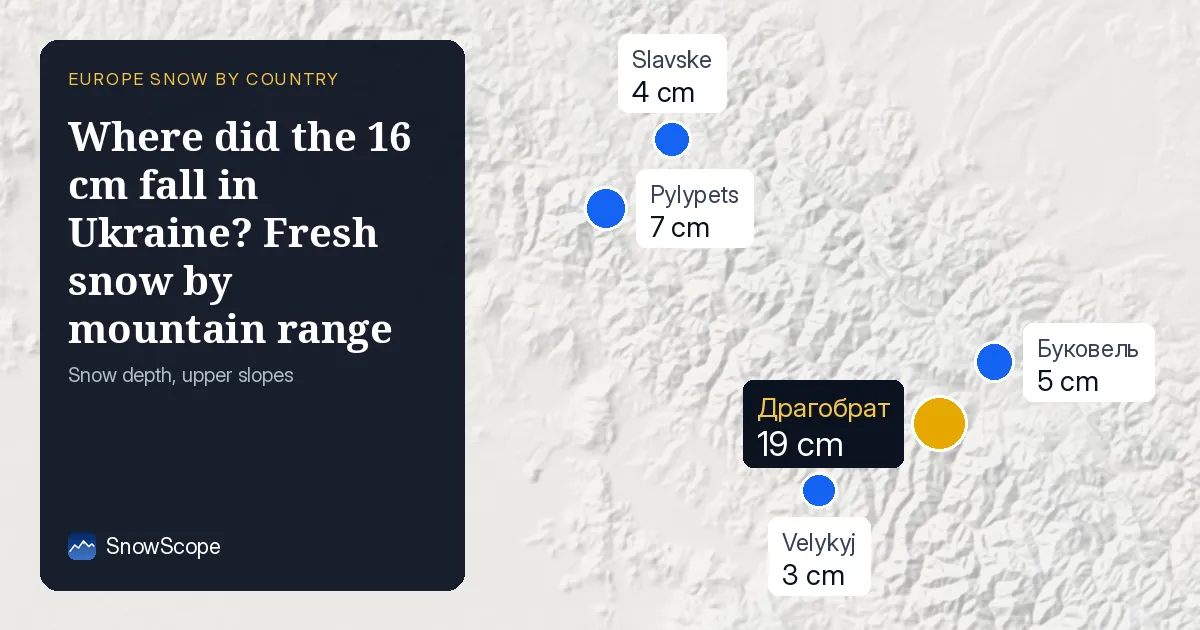 EUROPE SNOW BY COUNTRY
Where did the 16
cm fall in
Ukraine? Fresh
snow by
mountain range
Snow depth, upper slopes
SnowScope
Slavske
4 cm
Pylypets
7 cm
Буковель
5 cm
Драгобрат
19 cm
Velykyj
3 cm